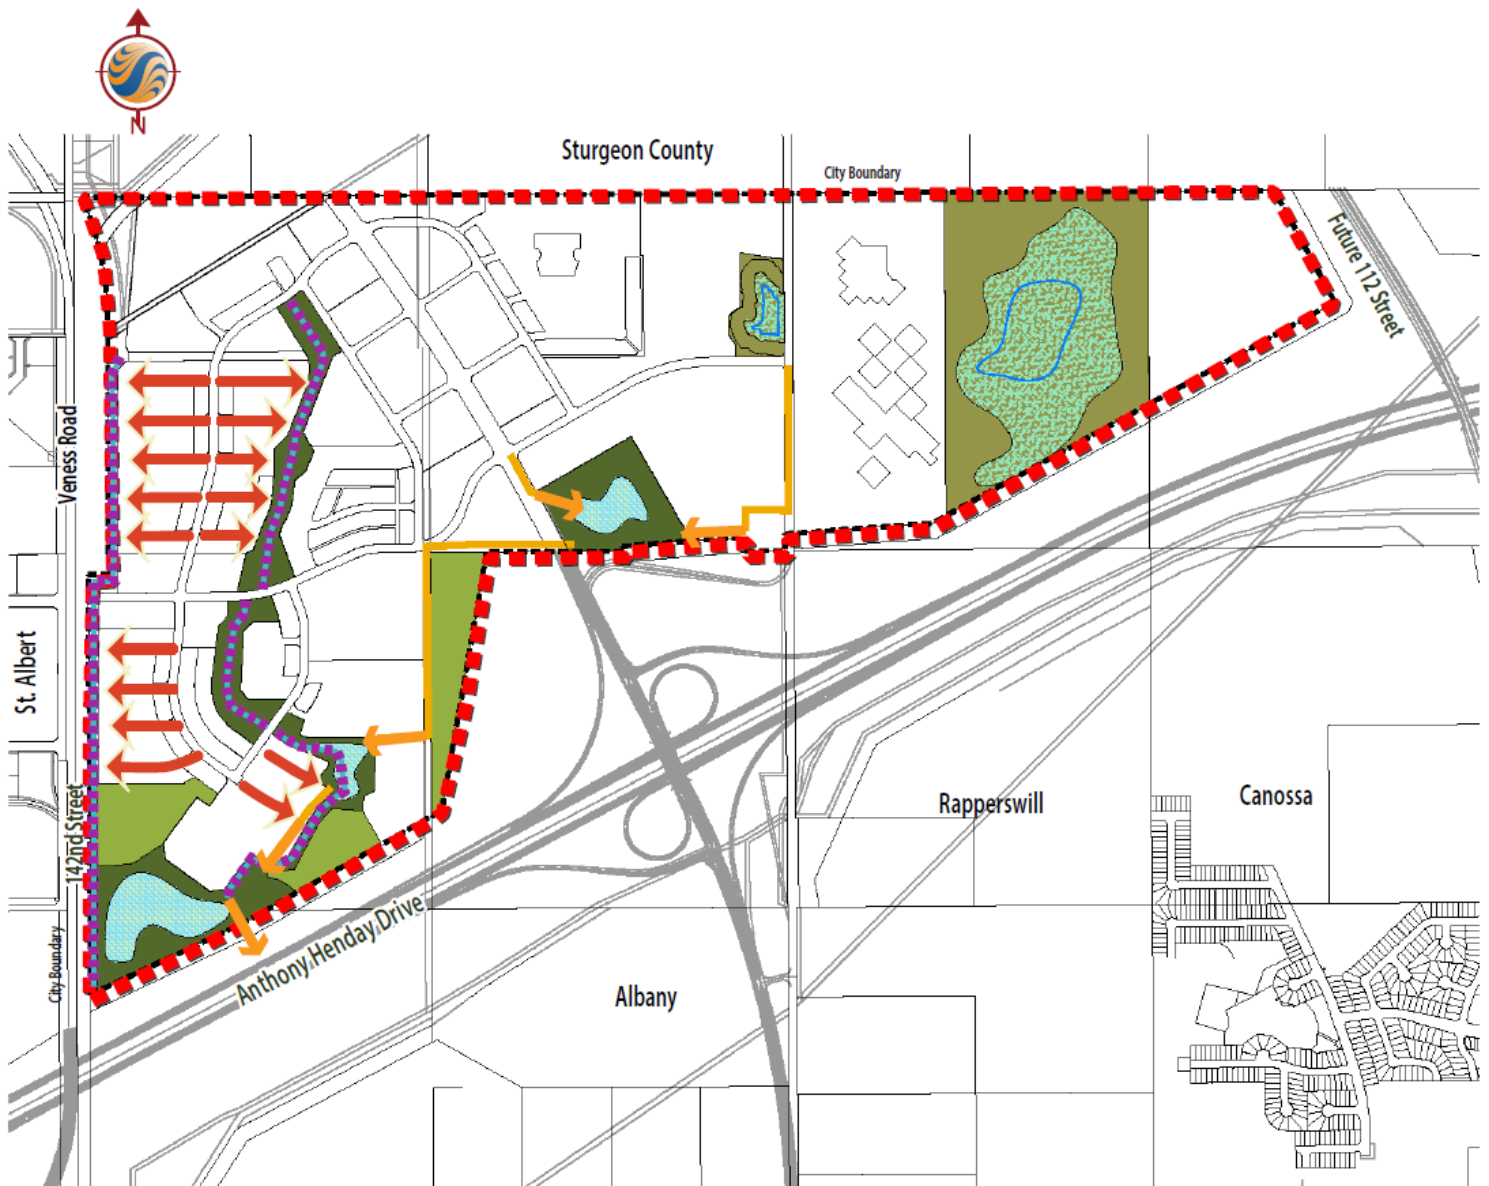 N
Sturgeon County
City Boundary
Future 112 Street
Veness Road
St. Albert
142nd Street
City Boundary
Anthony Henday Drive
Rapperswill
Canossa
Albany